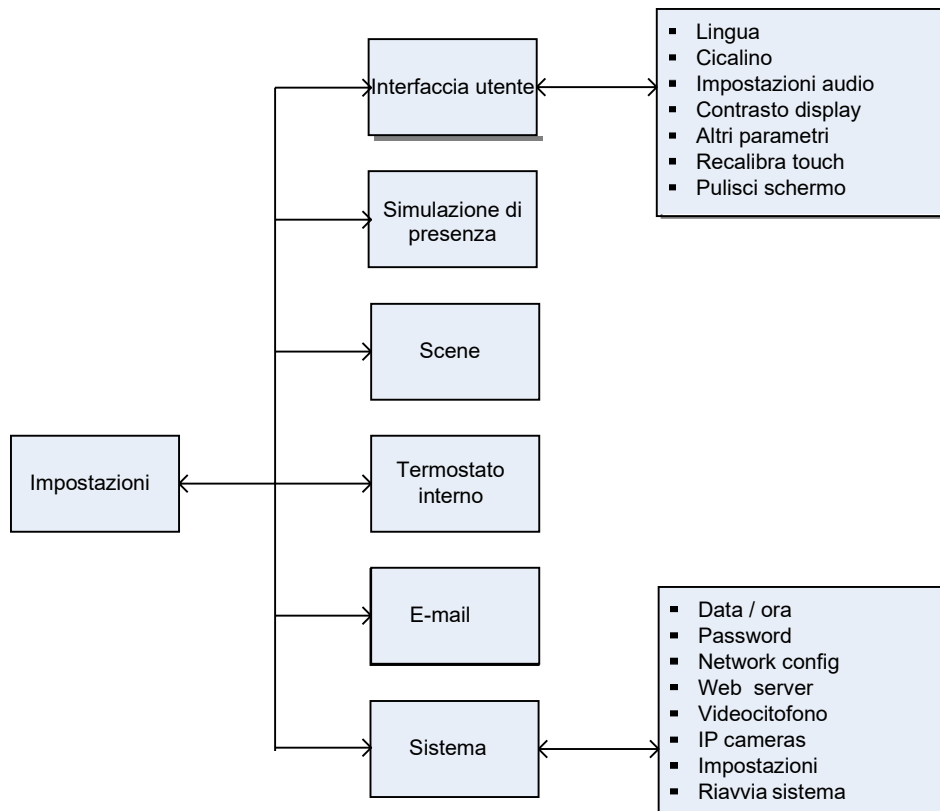 Interfaccia utente
▪ Lingua
▪ Cicalino
▪ Impostazioni audio
▪ Contrasto display
▪ Altri parametri
▪ Recalibra touch
▪ Pulisci schermo
Simulazione di
presenza
Scene
Impostazioni
Termostato
interno
E-mail
Sistema
▪ Data / ora
▪ Password
▪ Network config
▪ Web server
▪ Videocitofono
▪ IP cameras
▪ Impostazioni
▪ Riavvia sistema